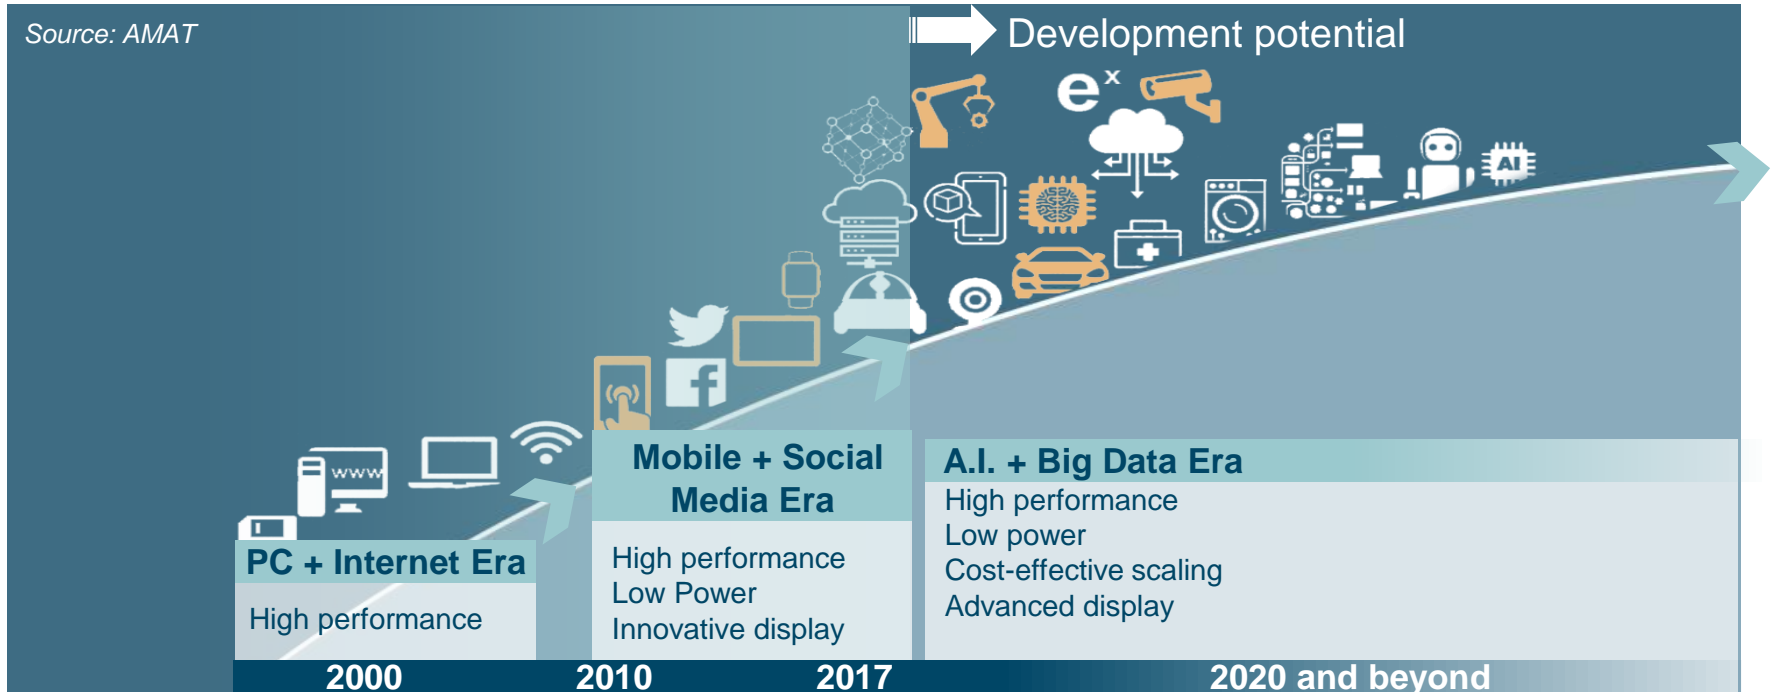 Source: AMAT
Development potential
e^x
AI
www
f
PC + Internet Era
High performance
Mobile + Social
Media Era
High performance
Low Power
Innovative display
A.I. + Big Data Era
High performance
Low power
Cost-effective scaling
Advanced display
2000 2010 2017 2020 and beyond